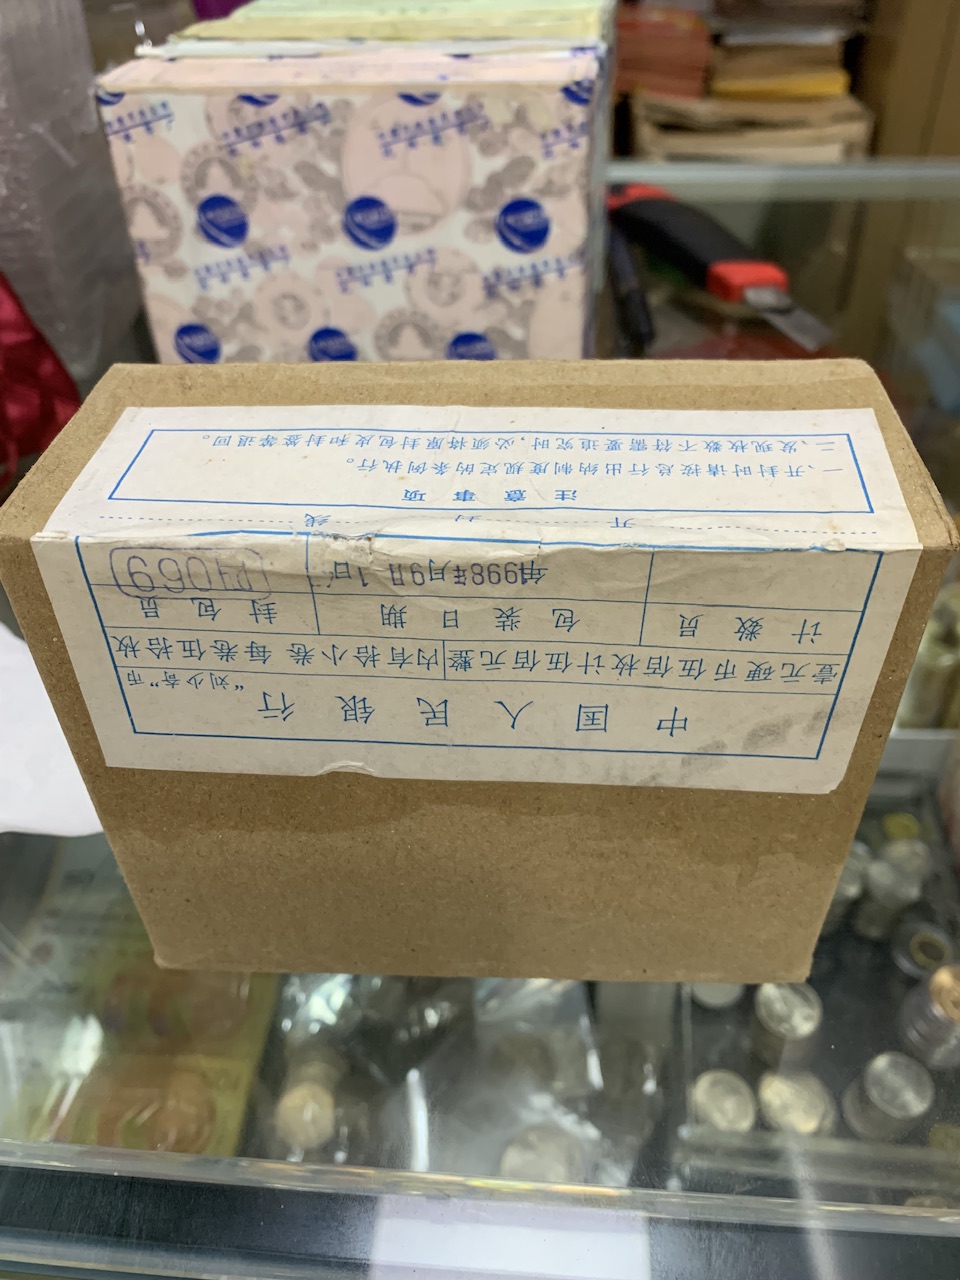 中国人民银行
“刘少奇”币
壹元硬币伍佰枚计伍佰元整 内有拾小卷 每卷伍拾枚
计数员 包装日期 封包员
1998年9月1日
开封线
注意事项
一、开封时请按总行出纳制度规定的条例执行。
二、发现枚数不符需要追究时,必须将原封包皮和封签等退回。